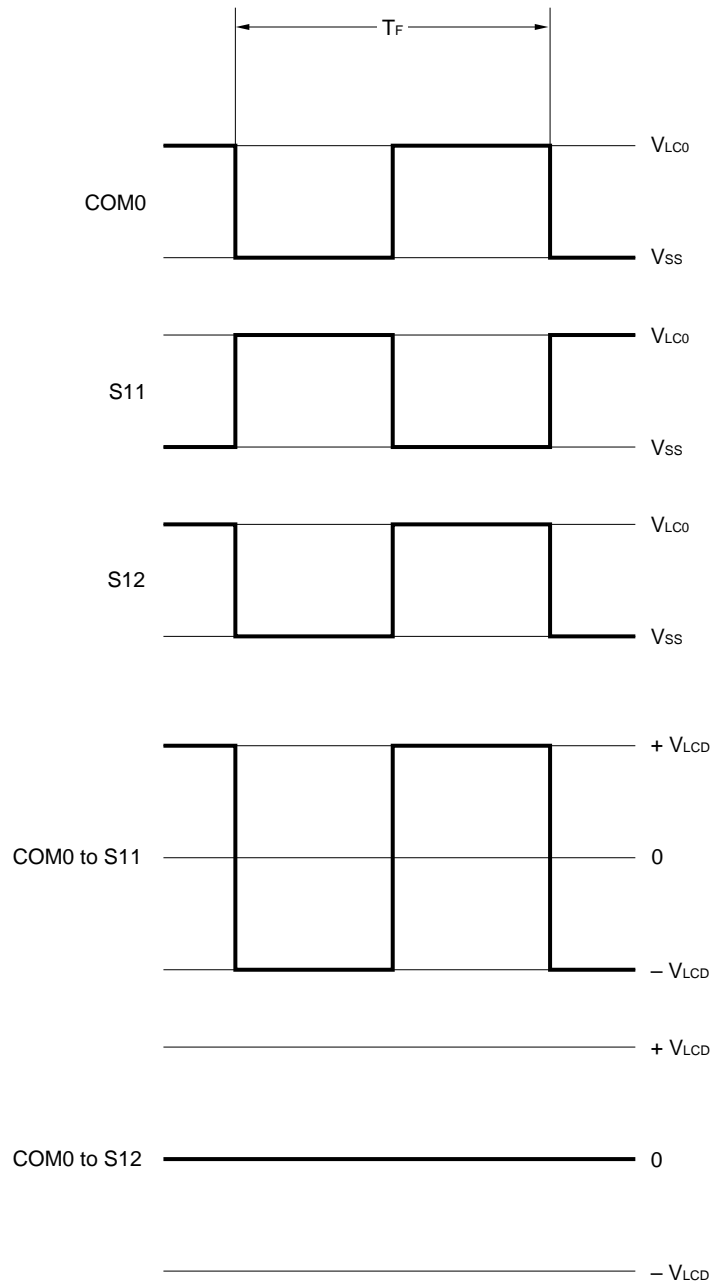 TF
VLC0
COM0
VSS
VLC0
S11
VSS
VLC0
S12
VSS
+ VLCD
COM0 to S11
0
– VLCD
+ VLCD
COM0 to S12
0
– VLCD